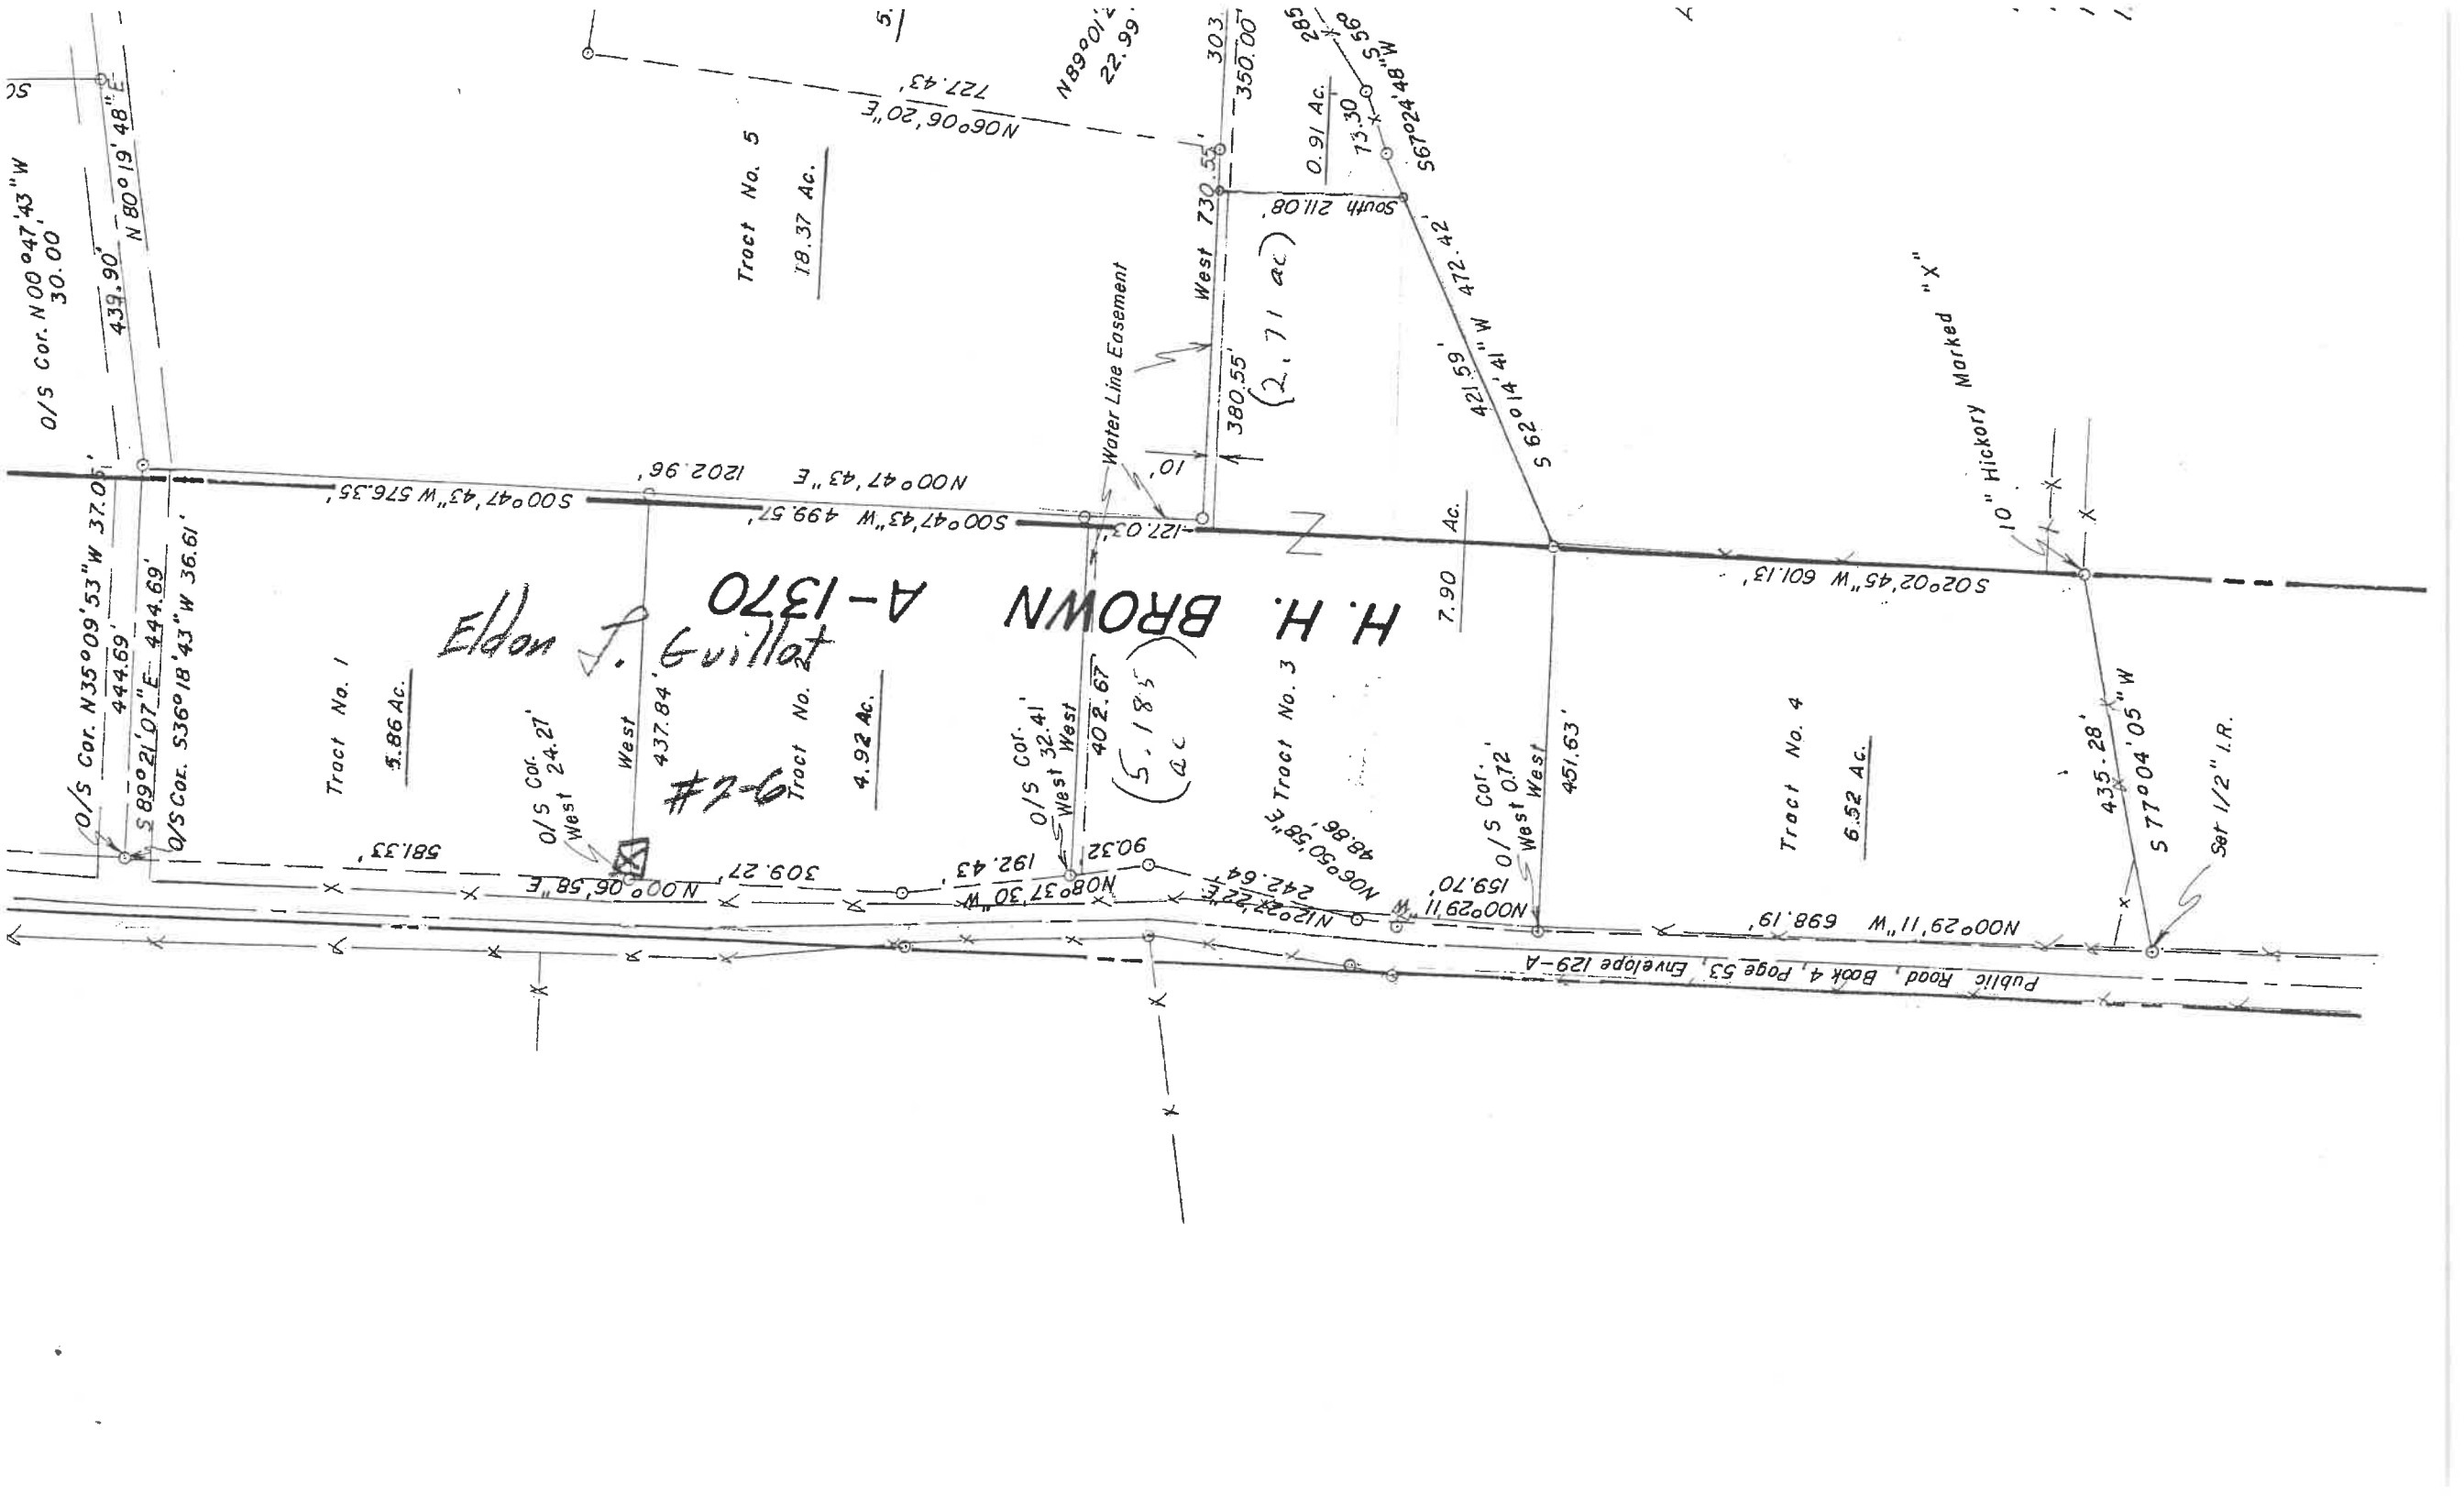 O/S Cor. N00°47'43"W
30.00'
439.90'
N 80°19'48"E
5.
727.43'
N06°06'20"E
22.99'
303.
350.00'
285
73.30
S67°24'48"W
0.91 Ac.
Tract No. 5
18.37 Ac.
West 730.55'
South 211.08'
(2.71 ac)
380.55'
10'
Water Line Easement
472.42'
421.59'
S 62°14'41"W
10" Hickory Marked "X"
O/S Cor. N35°09'53"W 37.05'
444.69'
S89°21'07"E 444.69'
O/S Cor. S36°18'43"W 36.61'
N00°47'43"E 1202.96'
S00°47'43"W 576.35'
S00°47'43"W 499.57'
127.03'
S02°02'45"W 601.13'
H. H. BROWN A-1370
Eldon J. Guillot
Tract No. 1
5.86 Ac.
O/S Cor.
West 24.27'
West
437.84'
Tract No. 2
4.92 Ac.
O/S Cor.
West 32.41'
West
402.67'
(5.185)
ac
Tract No. 3
7.90 Ac.
O/S Cor.
West 0.72'
West
451.63'
Tract No. 4
6.52 Ac.
435.28'
S 77°04'05"W
Set 1/2" I.R.
581.33'
N00°06'58"E
309.27'
192.43'
N08°37'30"W
90.32
N12°27'22"E
242.64'
N06°50'58"E
48.86'
N00°29'11"W
159.70'
N00°29'11"W 698.19'
Public Road, Book 4, Page 53, Envelope 129-A